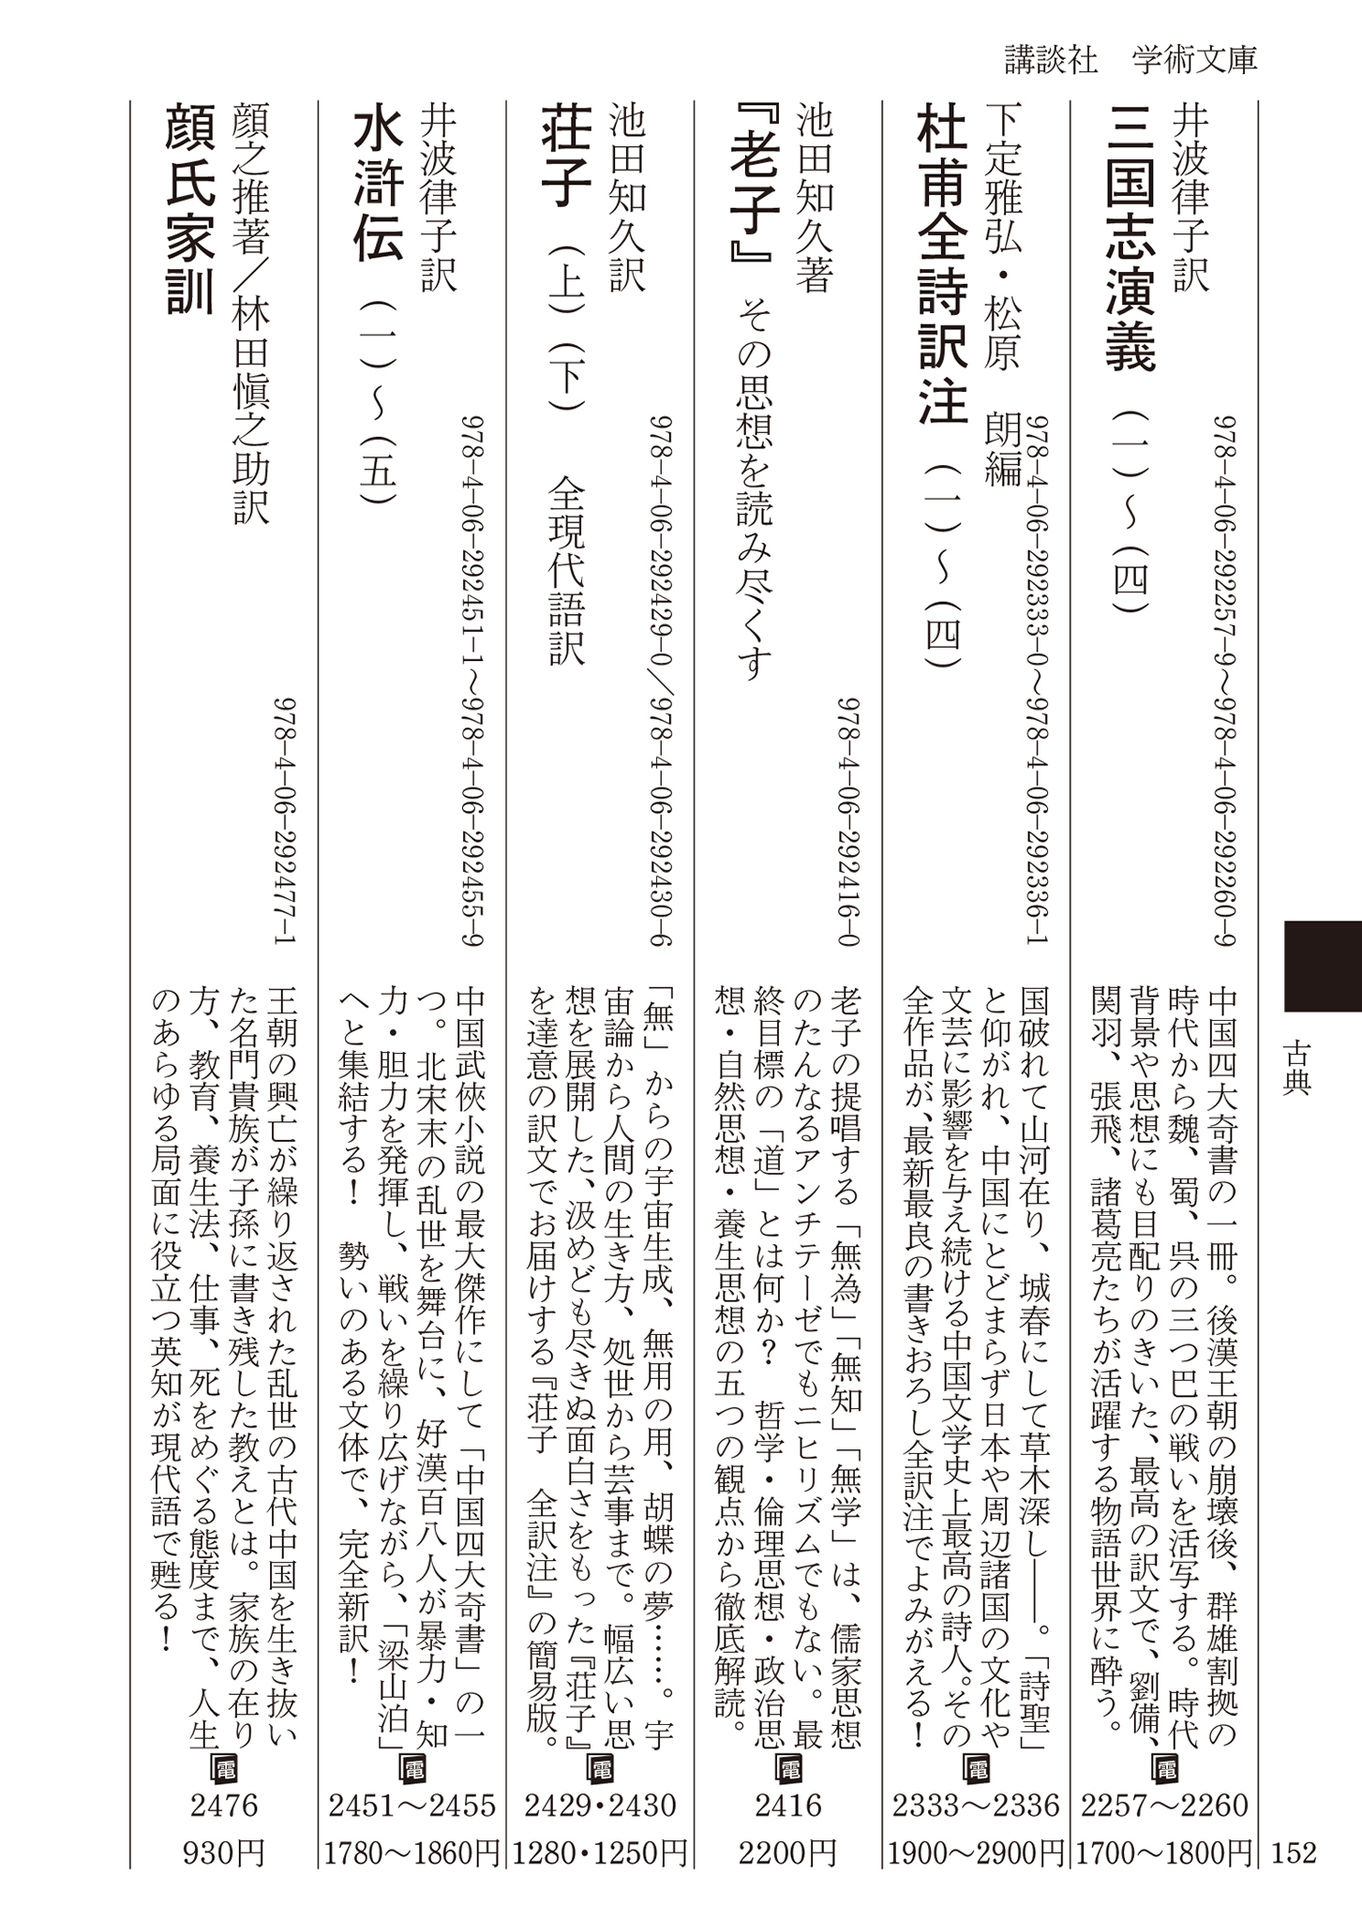 講談社　学術文庫
井波律子訳
三国志演義（一）〜（四）
978-4-06-292257-9〜978-4-06-292260-9
中国四大奇書の一冊。後漢王朝の崩壊後、群雄割拠の
時代から魏、蜀、呉の三つ巴の戦いを活写する。時代
背景や思想にも目配りのきいた、最高の訳文で、劉備、
関羽、張飛、諸葛亮たちが活躍する物語世界に酔う。
電
2257〜2260
1700〜1800円
下定雅弘・松原　朗編
杜甫全詩訳注（一）〜（四）
978-4-06-292333-0〜978-4-06-292336-1
国破れて山河在り、城春にして草木深し――。「詩聖」
と仰がれ、中国にとどまらず日本や周辺諸国の文化や
文芸に影響を与え続ける中国文学史上最高の詩人。その
全作品が、最新最良の書きおろし全訳注でよみがえる！
電
2333〜2336
1900〜2900円
池田知久著
『老子』　その思想を読み尽くす
978-4-06-292416-0
老子の提唱する「無為」「無知」「無学」は、儒家思想
のたんなるアンチテーゼでもニヒリズムでもない。最
終目標の「道」とは何か？　哲学・倫理思想・政治思
想・自然思想・養生思想の五つの観点から徹底解読。
電
2416
2200円
池田知久訳
荘子（上）（下）　全現代語訳
978-4-06-292429-0／978-4-06-292430-6
「無」からの宇宙生成、無用の用、胡蝶の夢……。宇
宙論から人間の生き方、処世から芸事まで。幅広い思
想を展開した、汲めども尽きぬ面白さをもった『荘子』
を達意の訳文でお届けする『荘子　全訳注』の簡易版。
電
2429・2430
1280・1250円
井波律子訳
水滸伝（一）〜（五）
978-4-06-292451-1〜978-4-06-292455-9
中国武俠小説の最大傑作にして「中国四大奇書」の一
つ。北宋末の乱世を舞台に、好漢百八人が暴力・知
力・胆力を発揮し、戦いを繰り広げながら、「梁山泊」
へと集結する！　勢いのある文体で、完全新訳！
電
2451〜2455
1780〜1860円
顔之推著／林田愼之助訳
顔氏家訓
978-4-06-292477-1
王朝の興亡が繰り返された乱世の古代中国を生き抜い
た名門貴族が子孫に書き残した教えとは。家族の在り
方、教育、養生法、仕事、死をめぐる態度まで、人生
のあらゆる局面に役立つ英知が現代語で甦る！
電
2476
930円
古典
152